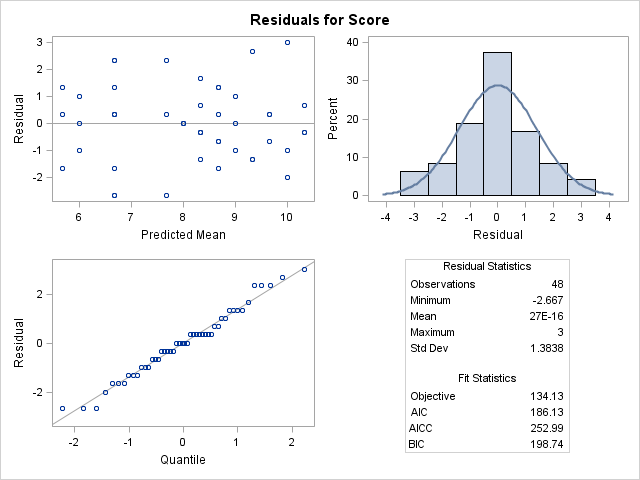 Residuals for Score
3
2
1
0
-1
-2
Residual
6 7 8 9 10
Predicted Mean
40
30
20
10
0
Percent
-4 -3 -2 -1 0 1 2 3 4
Residual
2
0
-2
Residual
-2 -1 0 1 2
Quantile
Residual Statistics
Observations 48
Minimum -2.667
Mean 27E-16
Maximum 3
Std Dev 1.3838
Fit Statistics
Objective 134.13
AIC 186.13
AICC 252.99
BIC 198.74